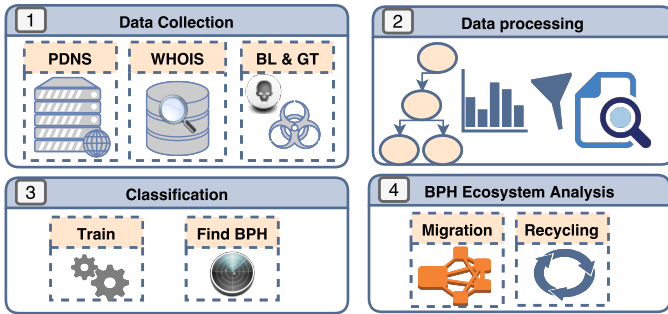 1
Data Collection
PDNS
WHOIS
BL & GT
2
Data processing
3
Classification
Train
Find BPH
4
BPH Ecosystem Analysis
Migration
Recycling